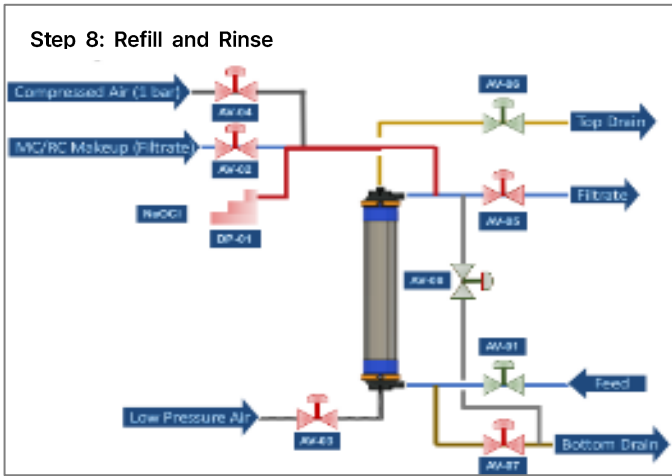 Step 8: Refill and Rinse
AV-06
Compressed Air (1 bar)
AV-04
Top Drain
MC/RC Makeup (Filtrate)
AV-02
Filtrate
NaOCl
AV-05
DP-01
AV-08
AV-01
Feed
Low Pressure Air
AV-03
Bottom Drain
AV-07